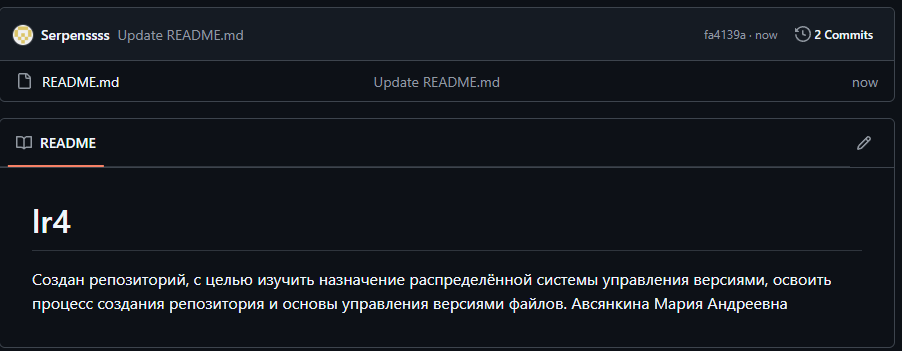 Serpenssss Update README.md fa4139a · now 2 Commits
README.md Update README.md now
README
lr4
Создан репозиторий, с целью изучить назначение распределённой системы управления версиями, освоить
процесс создания репозитория и основы управления версиями файлов. Авсянкина Мария Андреевна